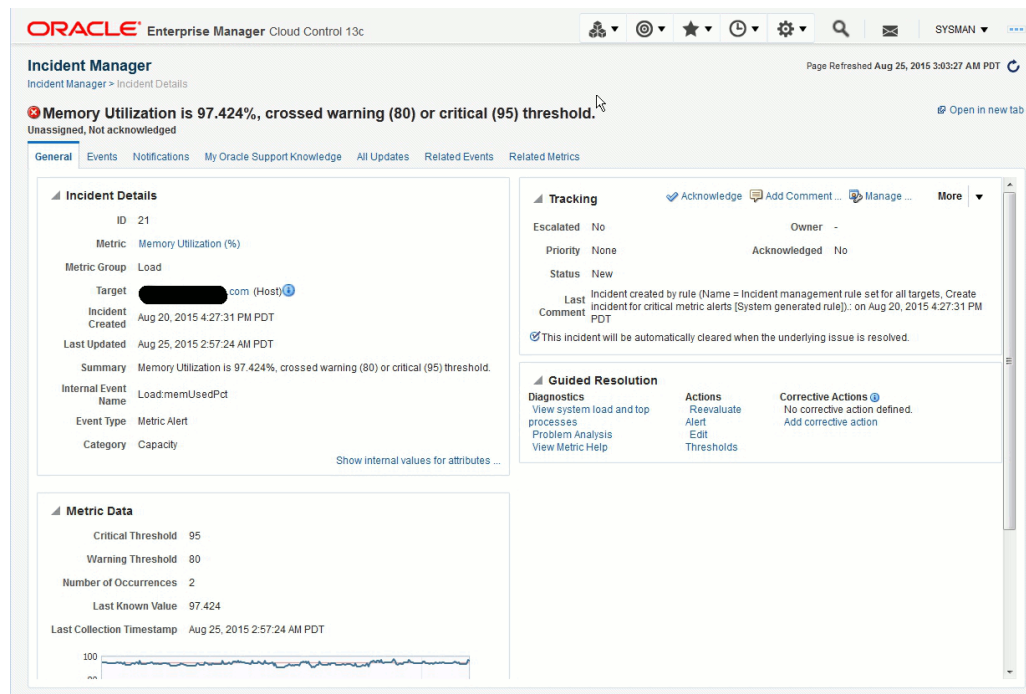 ORACLE Enterprise Manager Cloud Control 13c
SYSMAN
Incident Manager
Page Refreshed Aug 25, 2015 3:03:27 AM PDT
Incident Manager > Incident Details
Memory Utilization is 97.424%, crossed warning (80) or critical (95) threshold.
Open in new tab
Unassigned, Not acknowledged
General Events Notifications My Oracle Support Knowledge All Updates Related Events Related Metrics
Incident Details
ID 21
Metric Memory Utilization (%)
Metric Group Load
Target .com (Host)
Incident
Created Aug 20, 2015 4:27:31 PM PDT
Last Updated Aug 25, 2015 2:57:24 AM PDT
Summary Memory Utilization is 97.424%, crossed warning (80) or critical (95) threshold.
Internal Event
Name Load:memUsedPct
Event Type Metric Alert
Category Capacity
Show internal values for attributes ...
Tracking Acknowledge Add Comment ... Manage ... More
Escalated No Owner -
Priority None Acknowledged No
Status New
Last
Comment
Incident created by rule (Name = Incident management rule set for all targets, Create
incident for critical metric alerts [System generated rule]).: on Aug 20, 2015 4:27:31 PM
PDT
This incident will be automatically cleared when the underlying issue is resolved.
Guided Resolution
Diagnostics
View system load and top
processes
Problem Analysis
View Metric Help
Actions
Reevaluate
Alert
Edit
Thresholds
Corrective Actions
No corrective action defined.
Add corrective action
Metric Data
Critical Threshold 95
Warning Threshold 80
Number of Occurrences 2
Last Known Value 97.424
Last Collection Timestamp Aug 25, 2015 2:57:24 AM PDT
100